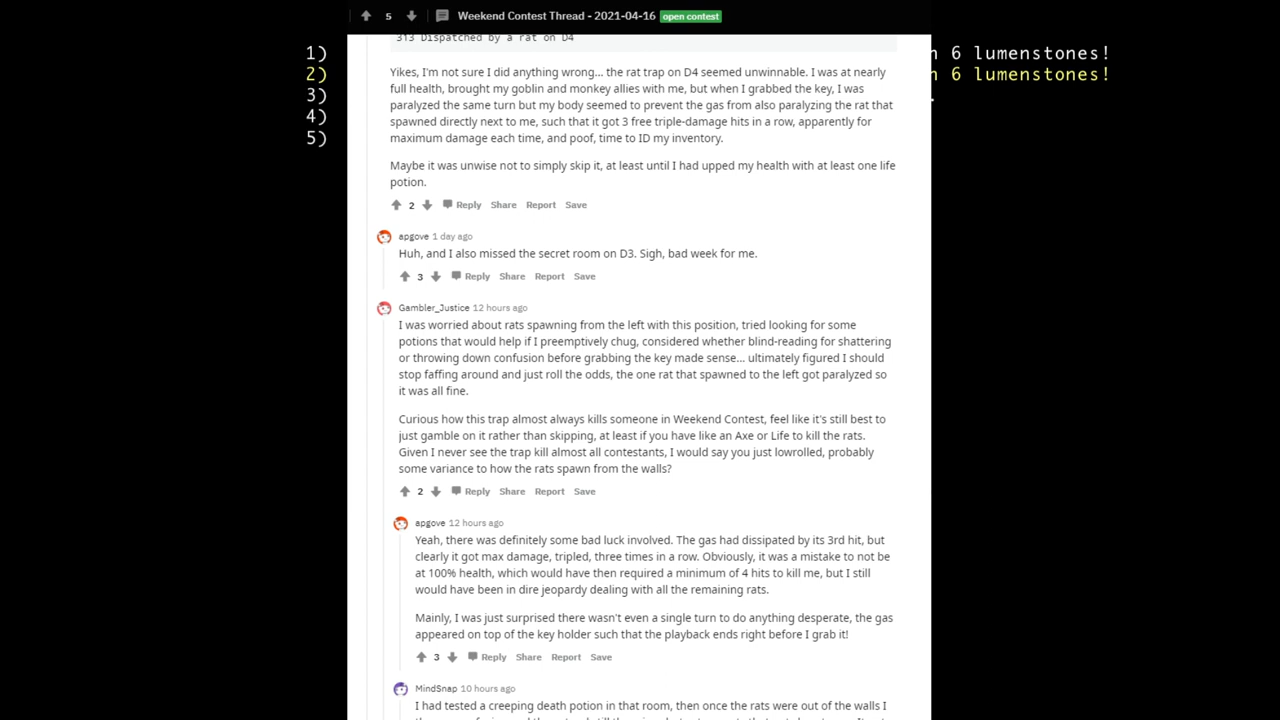 5 Weekend Contest Thread - 2021-04-16 open contest
313 Dispatched by a rat on D4
1) 6 lumenstones!
2) 6 lumenstones!
3)
4)
5)
Yikes, I'm not sure I did anything wrong... the rat trap on D4 seemed unwinnable. I was at nearly
full health, brought my goblin and monkey allies with me, but when I grabbed the key, I was
paralyzed the same turn but my body seemed to prevent the gas from also paralyzing the rat that
spawned directly next to me, such that it got 3 free triple-damage hits in a row, apparently for
maximum damage each time, and poof, time to ID my inventory.
Maybe it was unwise not to simply skip it, at least until I had upped my health with at least one life
potion.
2 Reply Share Report Save
apgove 1 day ago
Huh, and I also missed the secret room on D3. Sigh, bad week for me.
3 Reply Share Report Save
Gambler_Justice 12 hours ago
I was worried about rats spawning from the left with this position, tried looking for some
potions that would help if I preemptively chug, considered whether blind-reading for shattering
or throwing down confusion before grabbing the key made sense... ultimately figured I should
stop faffing around and just roll the odds, the one rat that spawned to the left got paralyzed so
it was all fine.
Curious how this trap almost always kills someone in Weekend Contest, feel like it's still best to
just gamble on it rather than skipping, at least if you have like an Axe or Life to kill the rats.
Given I never see the trap kill almost all contestants, I would say you just lowrolled, probably
some variance to how the rats spawn from the walls?
2 Reply Share Report Save
apgove 12 hours ago
Yeah, there was definitely some bad luck involved. The gas had dissipated by its 3rd hit, but
clearly it got max damage, tripled, three times in a row. Obviously, it was a mistake to not be
at 100% health, which would have then required a minimum of 4 hits to kill me, but I still
would have been in dire jeopardy dealing with all the remaining rats.
Mainly, I was just surprised there wasn't even a single turn to do anything desperate, the gas
appeared on top of the key holder such that the playback ends right before I grab it!
3 Reply Share Report Save
MindSnap 10 hours ago
I had tested a creeping death potion in that room, then once the rats were out of the walls I